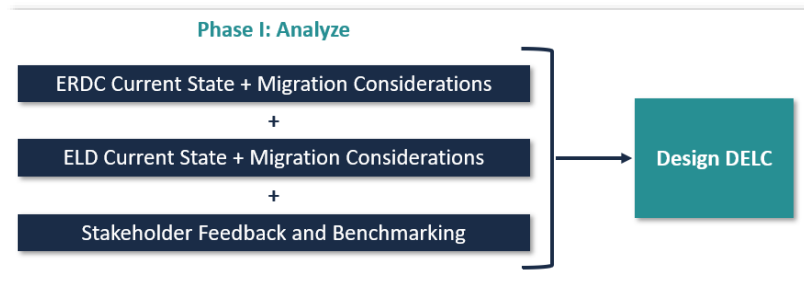 Phase I: Analyze
ERDC Current State + Migration Considerations
+
ELD Current State + Migration Considerations
+
Stakeholder Feedback and Benchmarking
Design DELC